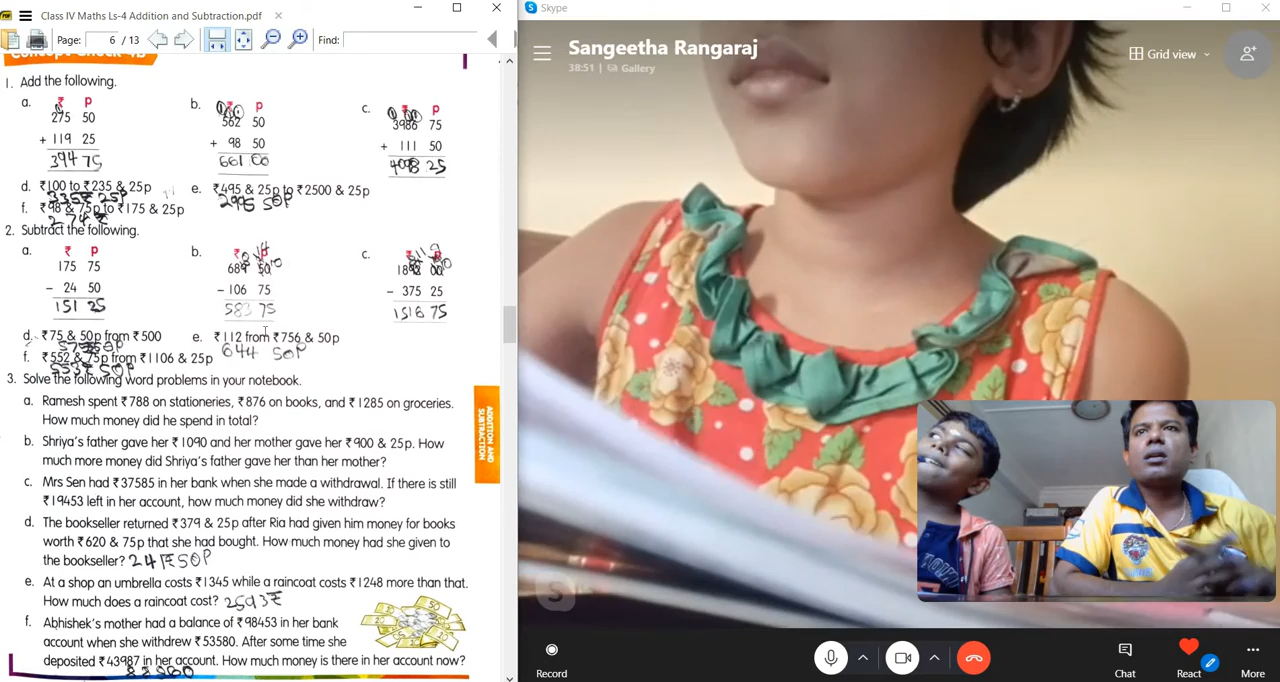 Class IV Maths Ls-4 Addition and Subtraction.pdf
Page: 6 / 13 Find:
1. Add the following.
a. ₹ p
275 50
+ 119 25
394 75
b. ₹ p
562 50
+ 98 50
661.00
c. ₹ p
3986 75
+ 111 50
4098 25
d. ₹100 to ₹235 & 25p
335₹ 25P
e. ₹495 & 25p to ₹2500 & 25p
2995 50P
f. ₹98 & 75p to ₹175 & 25p
274₹
2. Subtract the following.
a. ₹ p
175 75
- 24 50
151 25
b. ₹ p
689 50
- 106 75
583 75
c. ₹ p
1892 00
- 375 25
1516 75
d. ₹75 & 50p from ₹500
e. ₹112 from ₹756 & 50p
644 50P
f. ₹552 & 75p from ₹1106 & 25p
553₹ 50P
3. Solve the following word problems in your notebook.
a. Ramesh spent ₹788 on stationeries, ₹876 on books, and ₹1285 on groceries.
How much money did he spend in total?
b. Shriya's father gave her ₹1090 and her mother gave her ₹900 & 25p. How
much more money did Shriya's father gave her than her mother?
c. Mrs Sen had ₹37585 in her bank when she made a withdrawal. If there is still
₹19453 left in her account, how much money did she withdraw?
d. The bookseller returned ₹379 & 25p after Ria had given him money for books
worth ₹620 & 75p that she had bought. How much money had she given to
the bookseller? 241₹50P
e. At a shop an umbrella costs ₹1345 while a raincoat costs ₹1248 more than that.
How much does a raincoat cost? 2593₹
f. Abhishek's mother had a balance of ₹98453 in her bank
account when she withdrew ₹53580. After some time she
deposited ₹43987 in her account. How much money is there in her account now?
ADDITION AND
SUBTRACTION
Skype
Sangeetha Rangaraj
38:51 | Gallery
Grid view
Record
Chat
React
More